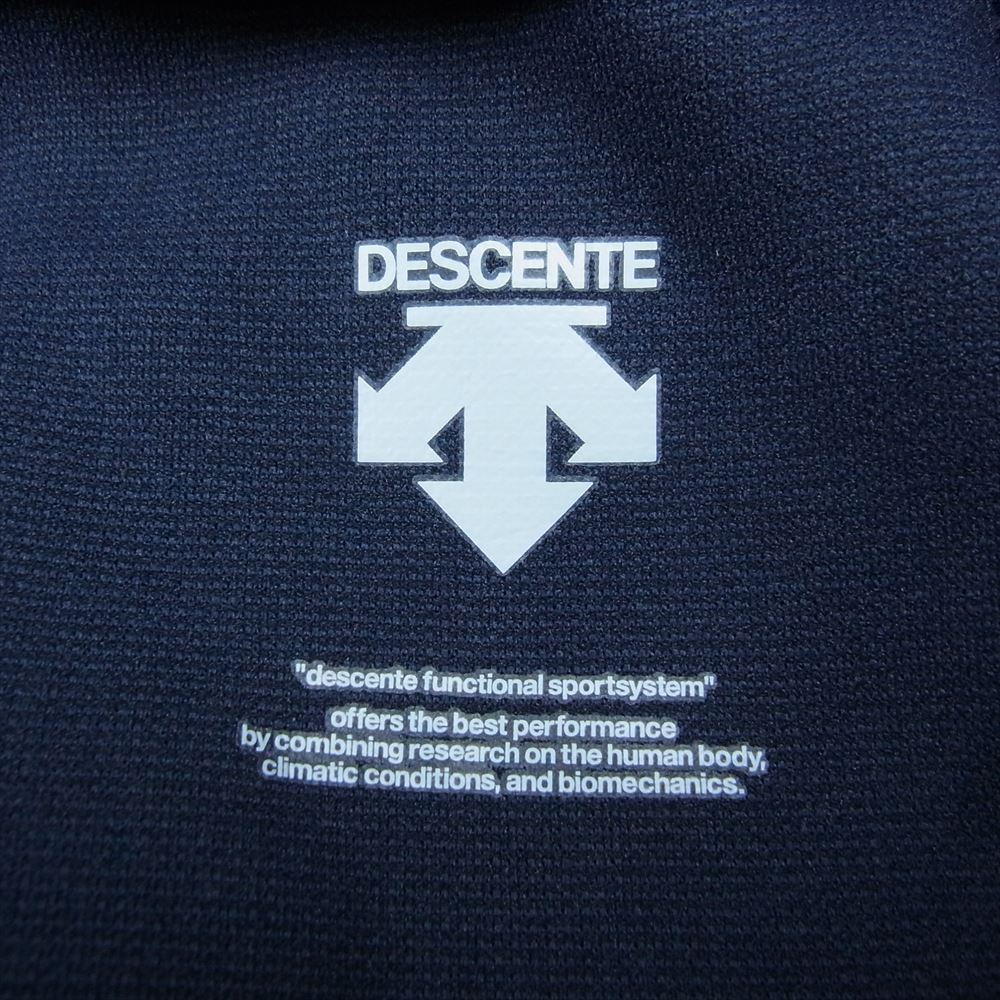 DESCENTE
"descente functional sportsystem"
offers the best performance
by combining research on the human body,
climatic conditions, and biomechanics.